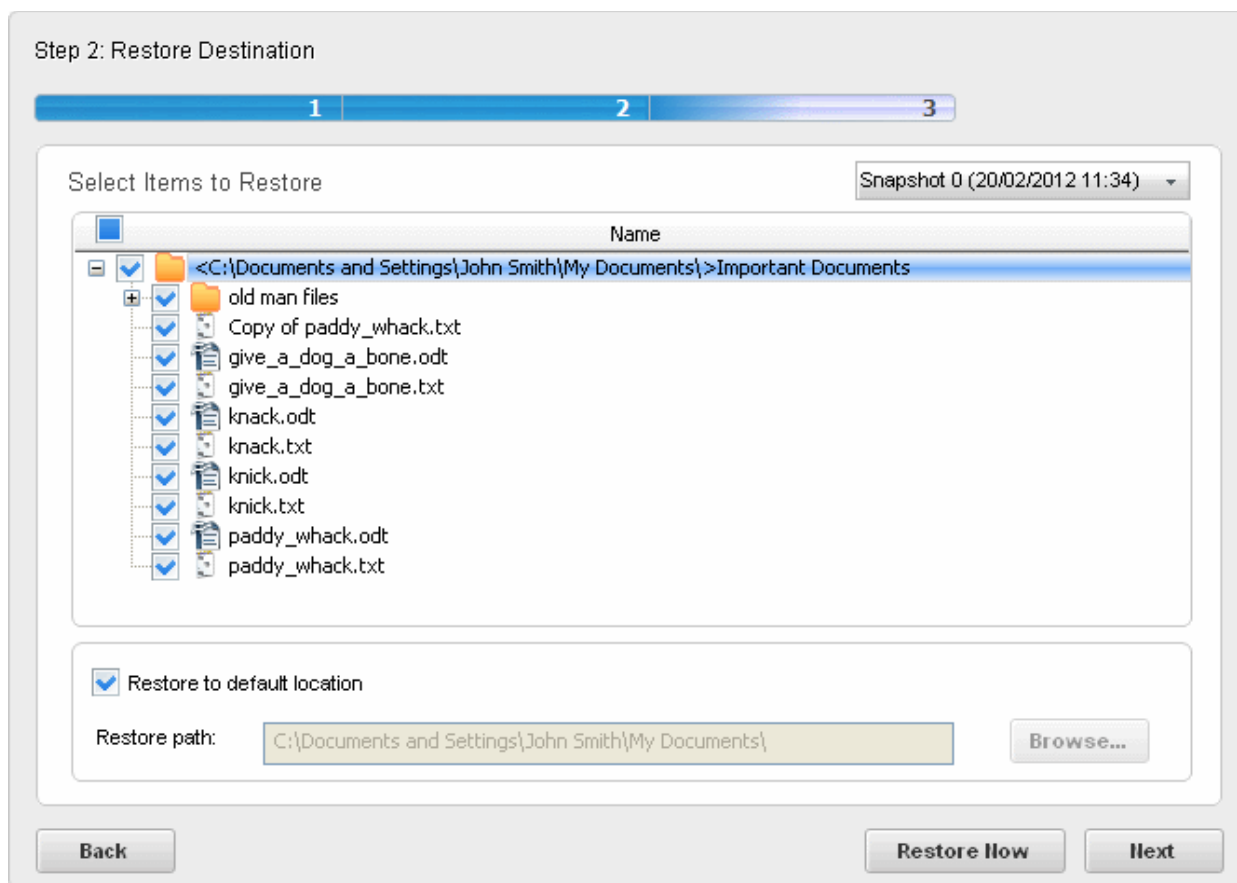 Step 2: Restore Destination
1 2 3
Select Items to Restore
Snapshot 0 (20/02/2012 11:34)
Name
<C:\Documents and Settings\John Smith\My Documents\>Important Documents
old man files
Copy of paddy_whack.txt
give_a_dog_a_bone.odt
give_a_dog_a_bone.txt
knack.odt
knack.txt
knick.odt
knick.txt
paddy_whack.odt
paddy_whack.txt
Restore to default location
Restore path: C:\Documents and Settings\John Smith\My Documents\ Browse...
Back Restore Now Next